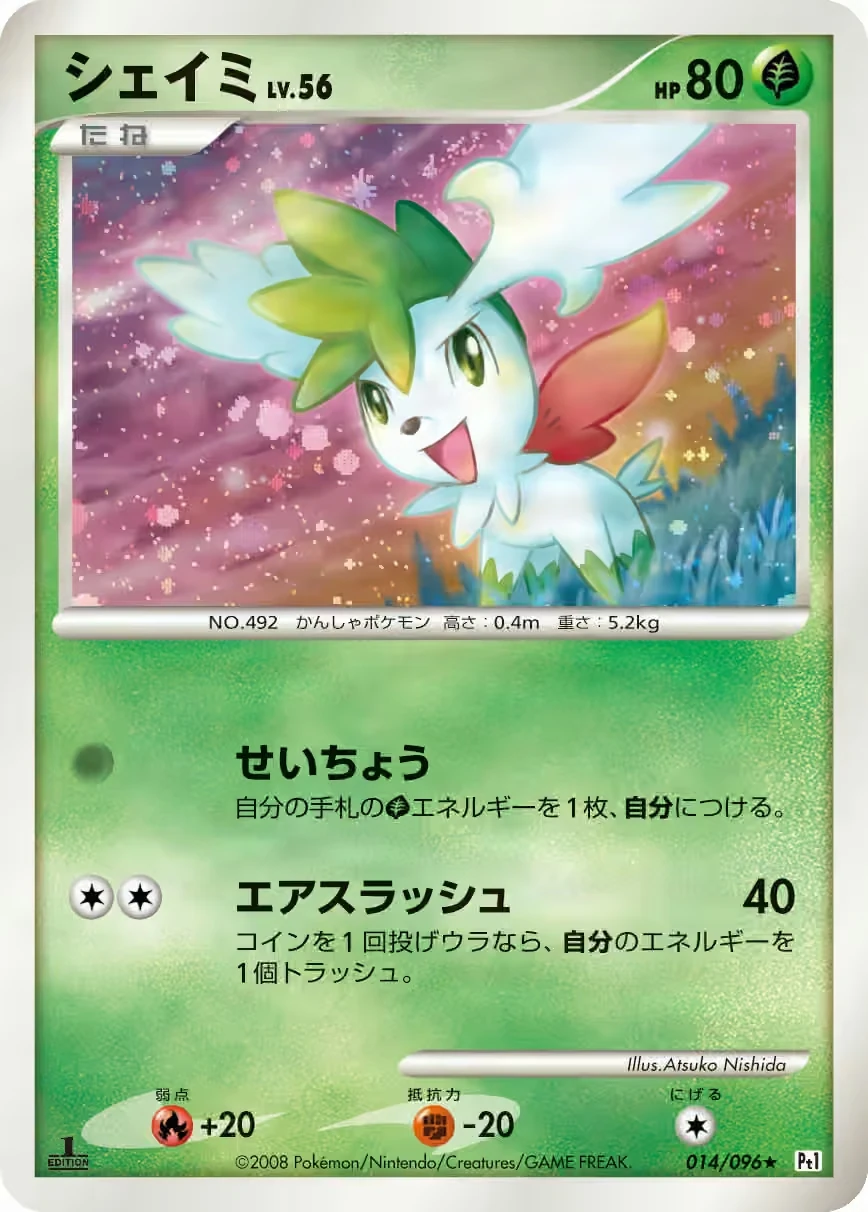 シェイミ LV.56 HP 80
たね
NO.492 かんしゃポケモン 高さ:0.4m 重さ:5.2kg
せいちょう
自分の手札のエネルギーを1枚、自分につける。
エアスラッシュ 40
コインを1回投げウラなら、自分のエネルギーを
1個トラッシュ。
Illus.Atsuko Nishida
弱点 抵抗力 にげる
+20 -20
1 EDITION
©2008 Pokémon/Nintendo/Creatures/GAME FREAK. 014/096★ Pt1